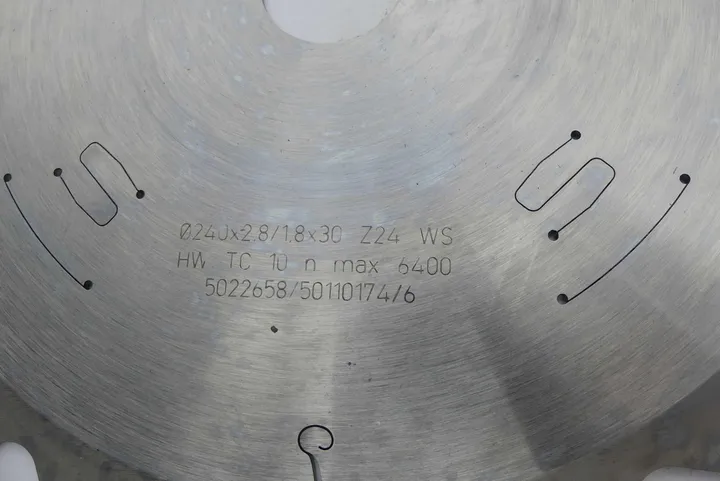 Ø240x2.8/1.8x30 Z24 WS
HW TC 10 n max 6400
5022658/50110174/6